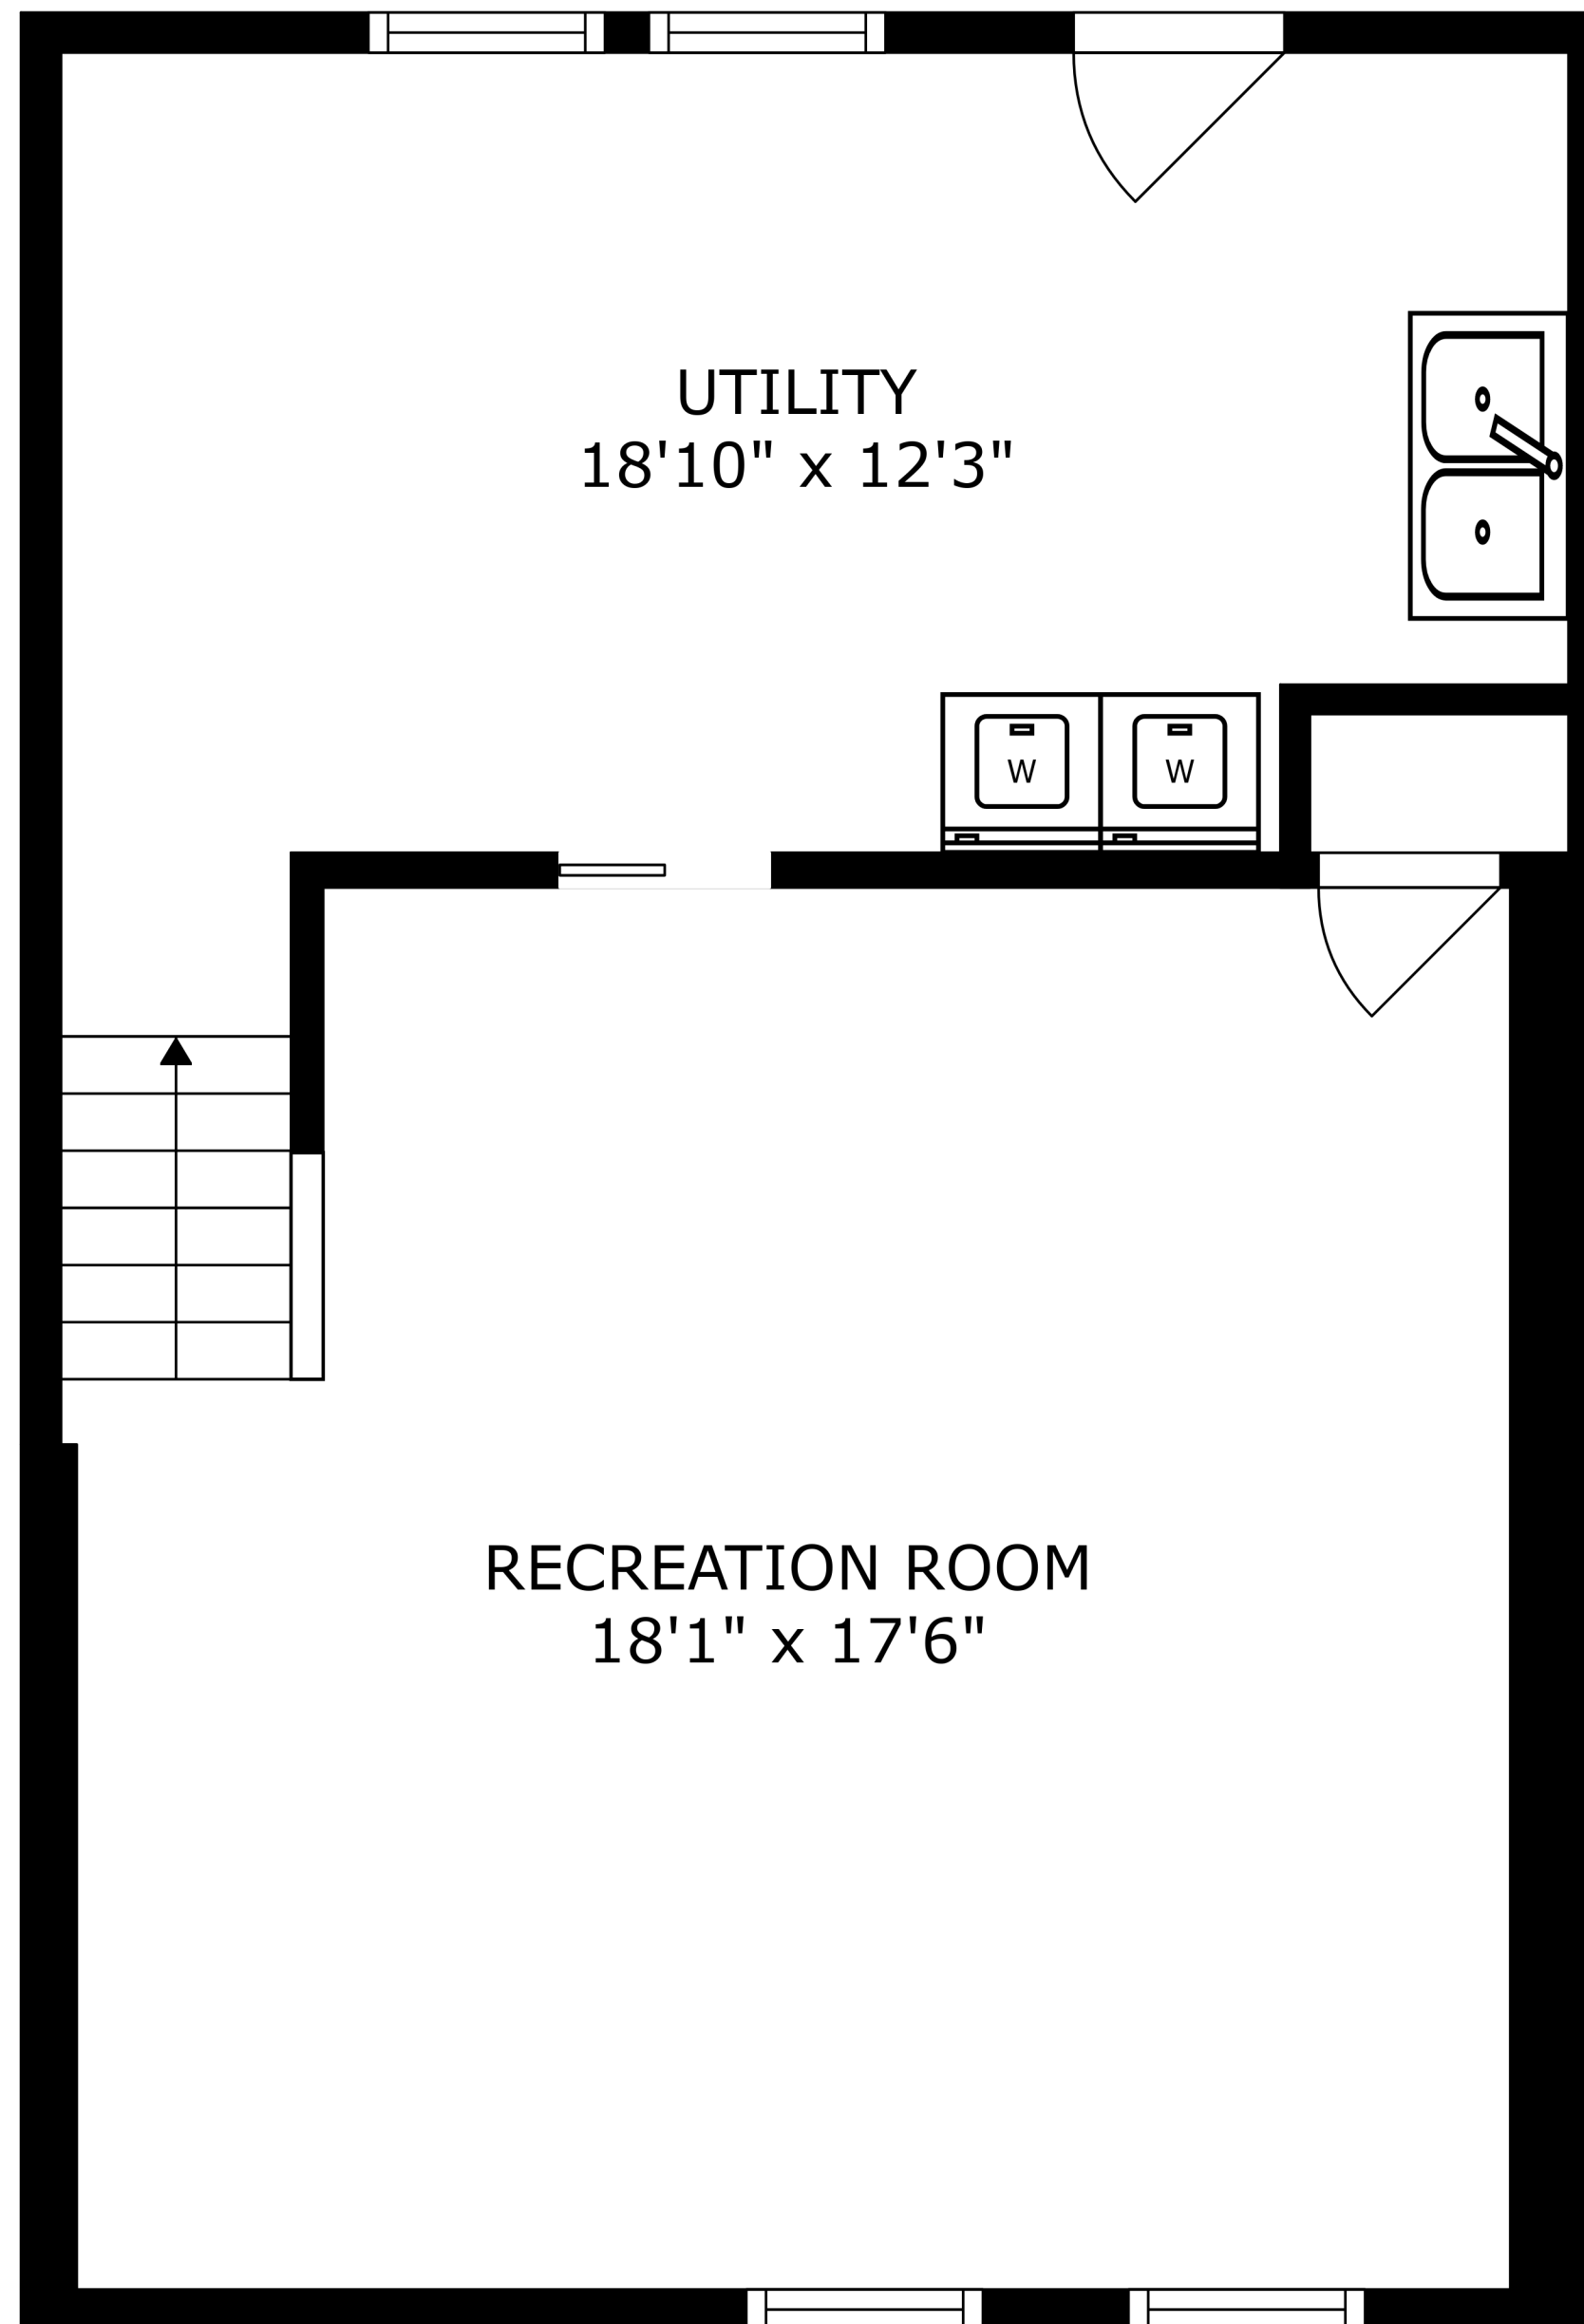 UTILITY
18'10" x 12'3"
W W
RECREATION ROOM
18'1" x 17'6"